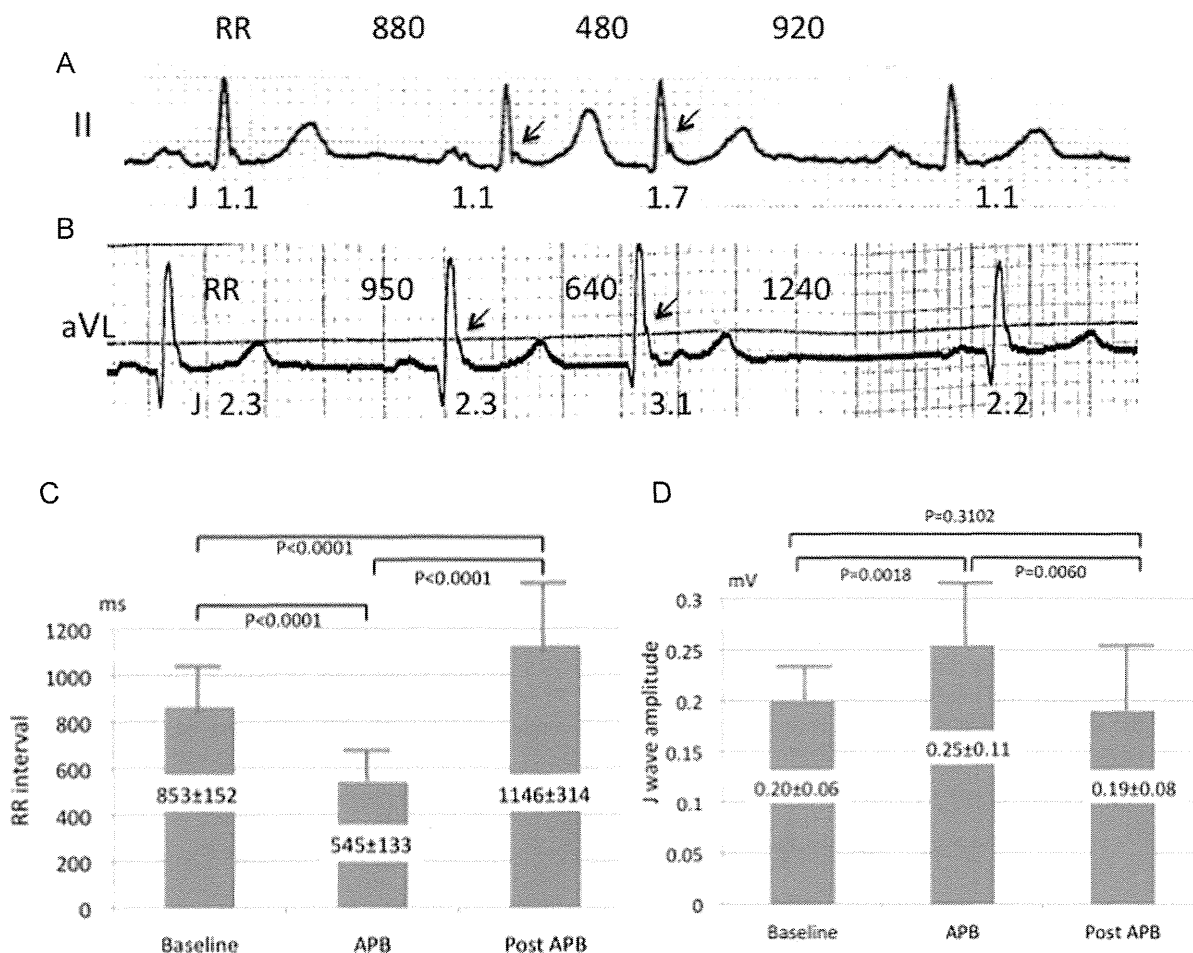 RR 880 480 920
A
II
J 1.1 1.1 1.7 1.1
B
RR 950 640 1240
aVL
J 2.3 2.3 3.1 2:2
C
P<0.0001
P<0.0001
P<0.0001
ms
1200
1000
800
600
400
200
0
RR interval
853±152
545±133
1146±314
Baseline APB Post APB
D
P=0.3102
P=0.0018 P=0.0060
mV
0.3
0.25
0.2
0.15
0.1
0.05
0
J wave amplitude
0.20±0.06
0.25±0.11
0.19±0.08
Baseline APB Post APB